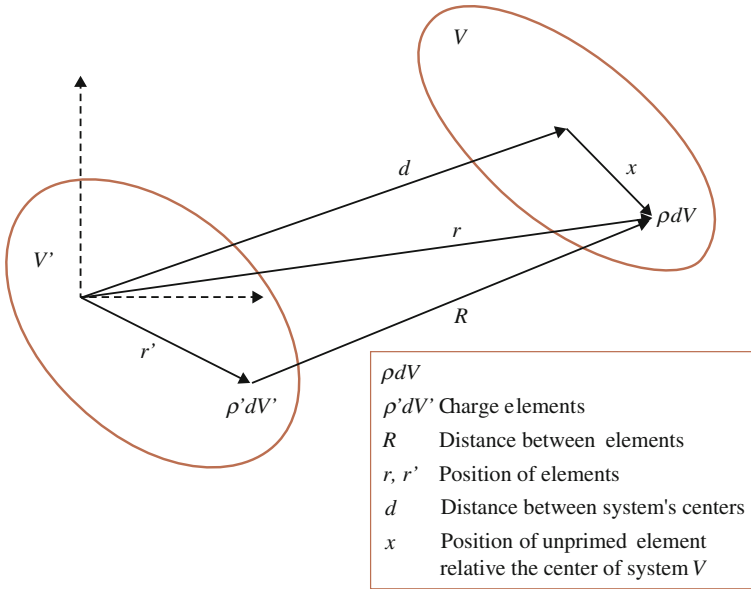 V
d
x
ρdV
r
V'
R
r'
ρ'dV'
ρdV
ρ'dV' Charge elements
R Distance between elements
r, r' Position of elements
d Distance between system's centers
x Position of unprimed element
relative the center of system V